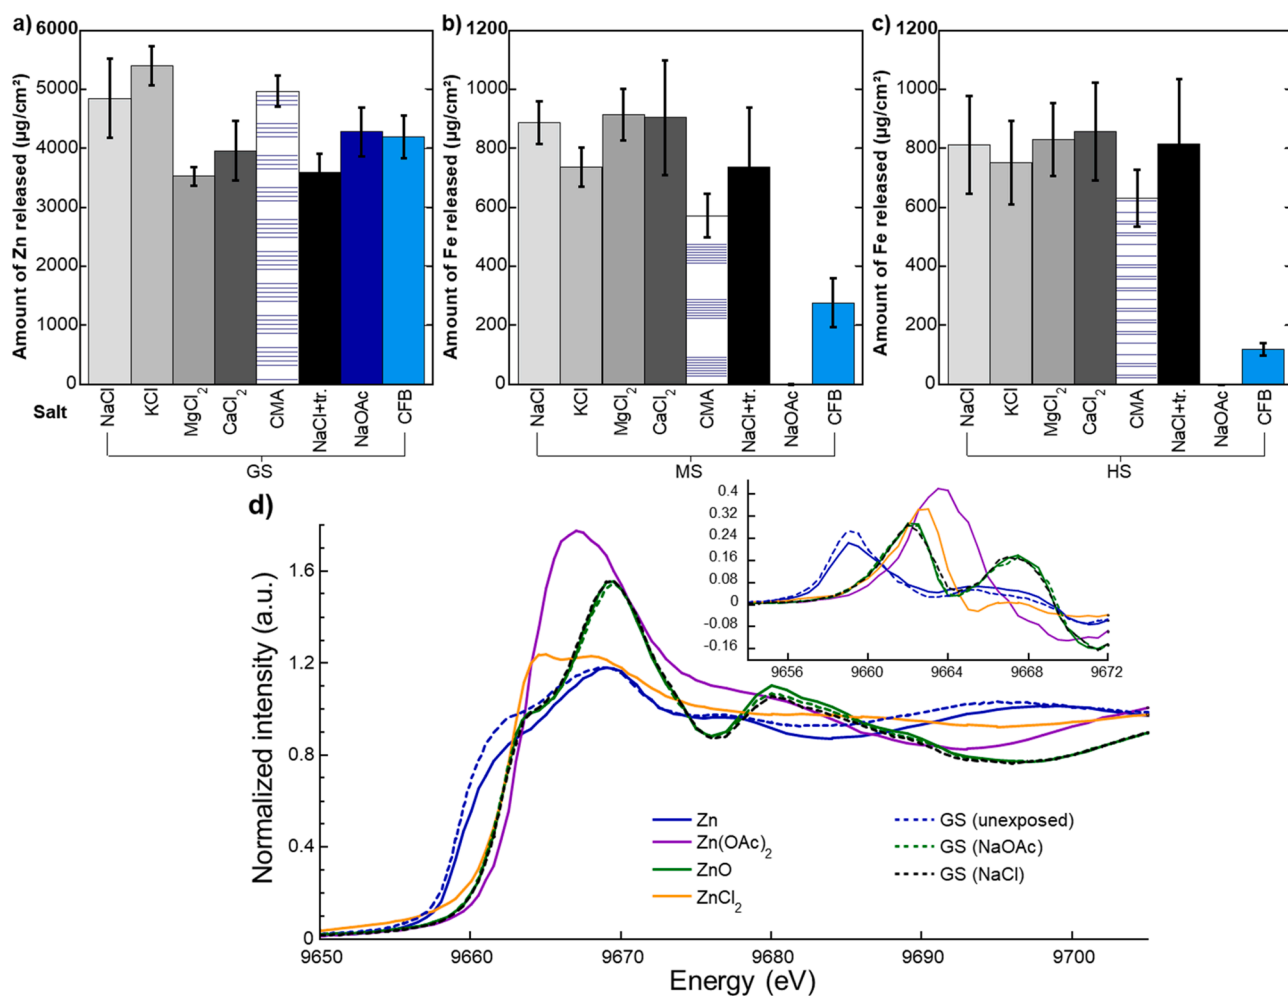 a)
6000
5000
4000
3000
2000
1000
0
Amount of Zn released (µg/cm²)
Salt
NaCl
KCl
MgCl2
CaCl2
CMA
NaCl+tr.
NaOAc
CFB
GS
b)
1200
1000
800
600
400
200
0
Amount of Fe released (µg/cm²)
NaCl
KCl
MgCl2
CaCl2
CMA
NaCl+tr.
NaOAc
CFB
MS
c)
1200
1000
800
600
400
200
0
Amount of Fe released (µg/cm²)
NaCl
KCl
MgCl2
CaCl2
CMA
NaCl+tr.
NaOAc
CFB
HS
d)
0.4
0.32
0.24
0.16
0.08
0
-0.08
-0.16
9656 9660 9664 9668 9672
Normalized intensity (a.u.)
1.6
1.2
0.8
0.4
0
Zn
Zn(OAc)2
ZnO
ZnCl2
GS (unexposed)
GS (NaOAc)
GS (NaCl)
9650 9660 9670 9680 9690 9700
Energy (eV)